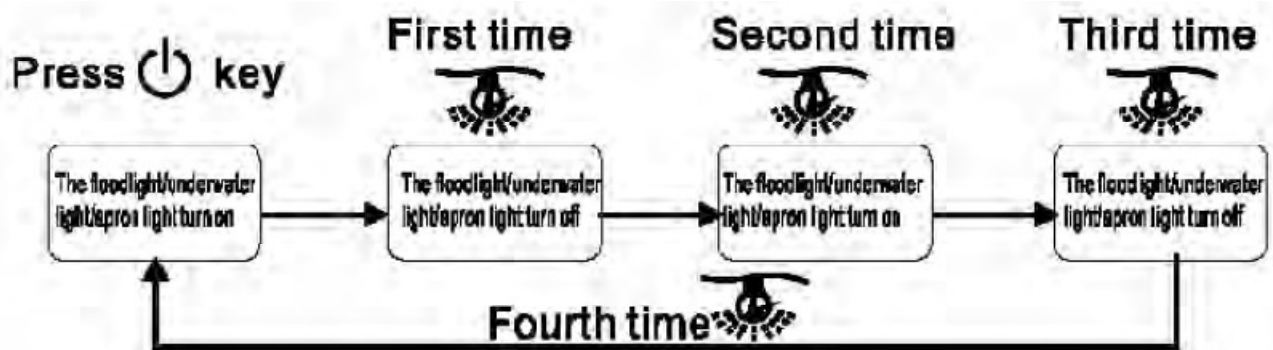 First time
Second time
Third time
Press key
The floodlight/underwater
light/apron light turn on
The floodlight/underwater
light/apron light turn off
The floodlight/underwater
light/apron light turn on
The floodlight/underwater
light/apron light turn off
Fourth time